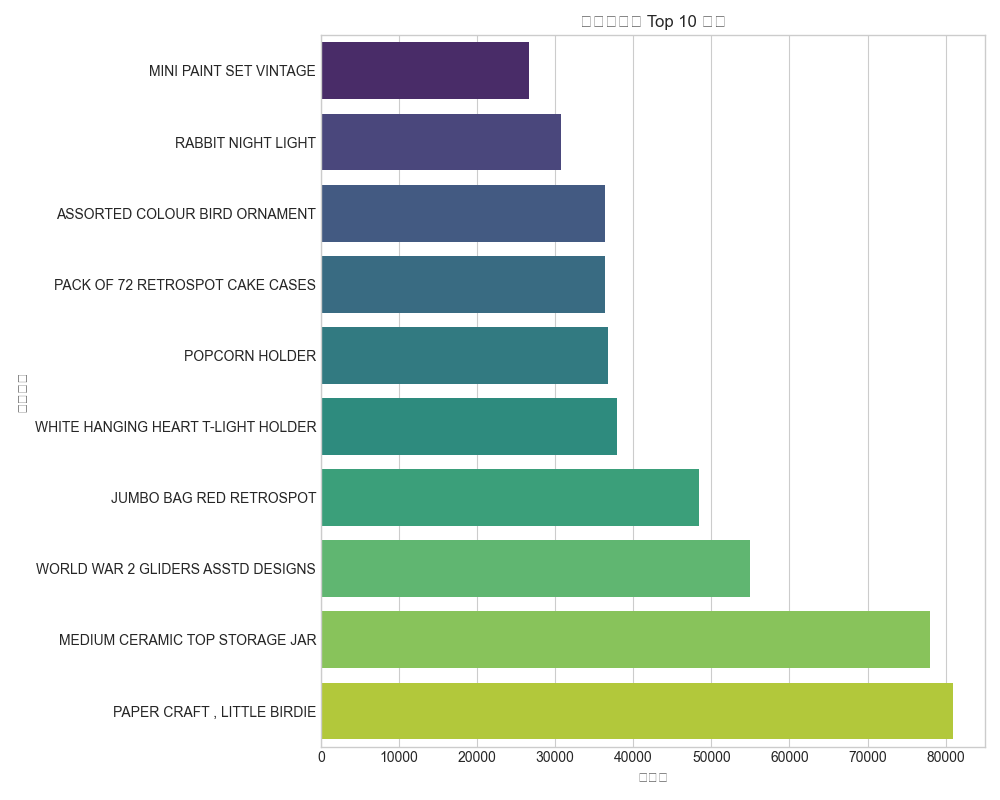 Top 10
MINI PAINT SET VINTAGE
RABBIT NIGHT LIGHT
ASSORTED COLOUR BIRD ORNAMENT
PACK OF 72 RETROSPOT CAKE CASES
POPCORN HOLDER
WHITE HANGING HEART T-LIGHT HOLDER
JUMBO BAG RED RETROSPOT
WORLD WAR 2 GLIDERS ASSTD DESIGNS
MEDIUM CERAMIC TOP STORAGE JAR
PAPER CRAFT , LITTLE BIRDIE
0 10000 20000 30000 40000 50000 60000 70000 80000